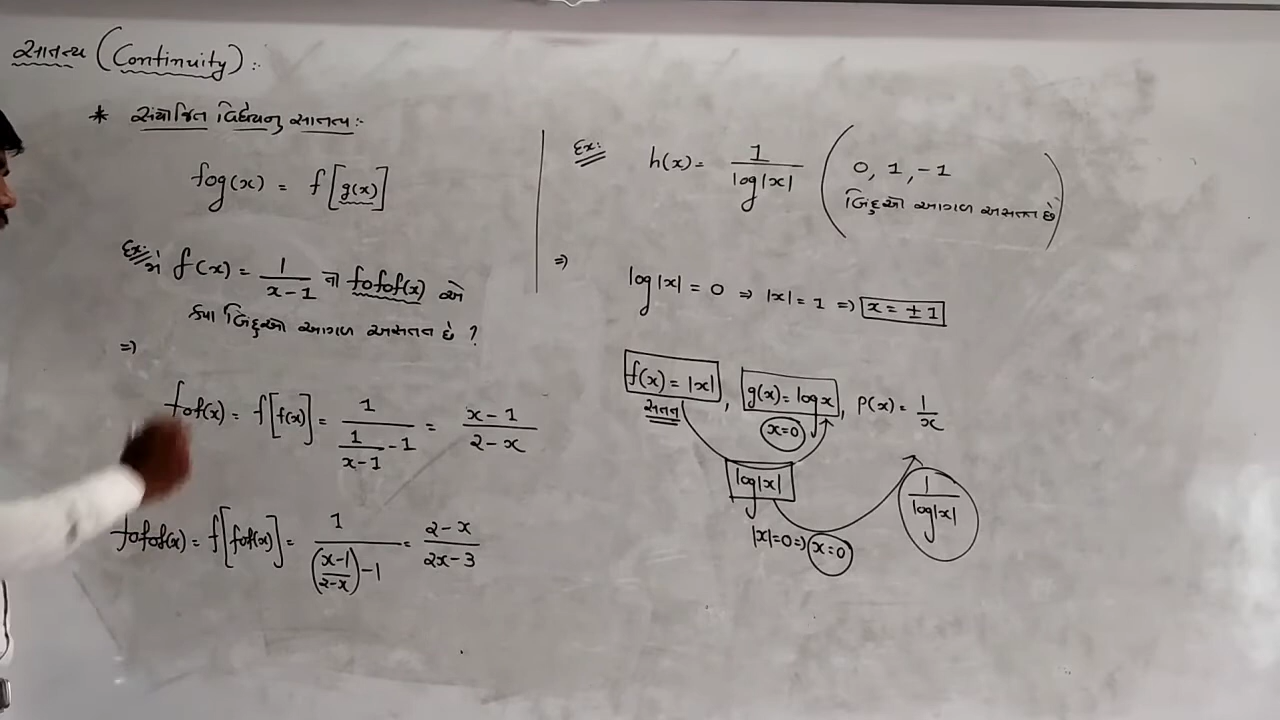 સાતત્ય (Continuity) :-
* સંયોજિત વિધેયનું સાતત્ય :-
fog(x) = f[g(x)]
Ex:- જો f(x) = 1/(x-1) તો fofof(x) એ
ક્યા બિંદુઓ આગળ અસતત છે ?
⇒
fof(x) = f[f(x)] = 1/(1/(x-1) - 1) = (x-1)/(2-x)
fofof(x) = f[fof(x)] = 1/(((x-1)/(2-x)) - 1) = (2-x)/(2x-3)
Ex:- h(x) = 1/log|x| (0, 1, -1
બિંદુઓ આગળ અસતત છે)
⇒ log|x| = 0 ⇒ |x| = 1 ⇒ x = ±1
f(x) = |x| , g(x) = log x , P(x) = 1/x
સતત
x=0
log|x|
1/log|x|
|x|=0 ⇒ x=0